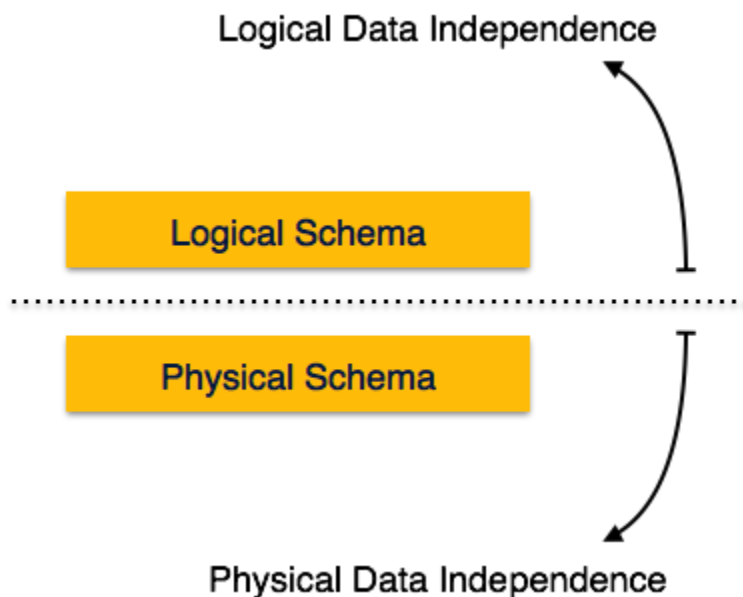 Logical Data Independence
Logical Schema
Physical Schema
Physical Data Independence